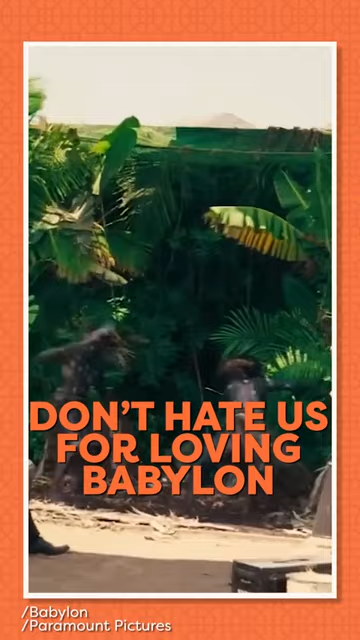 DON'T HATE US
FOR LOVING
BABYLON
/Babylon
/Paramount Pictures